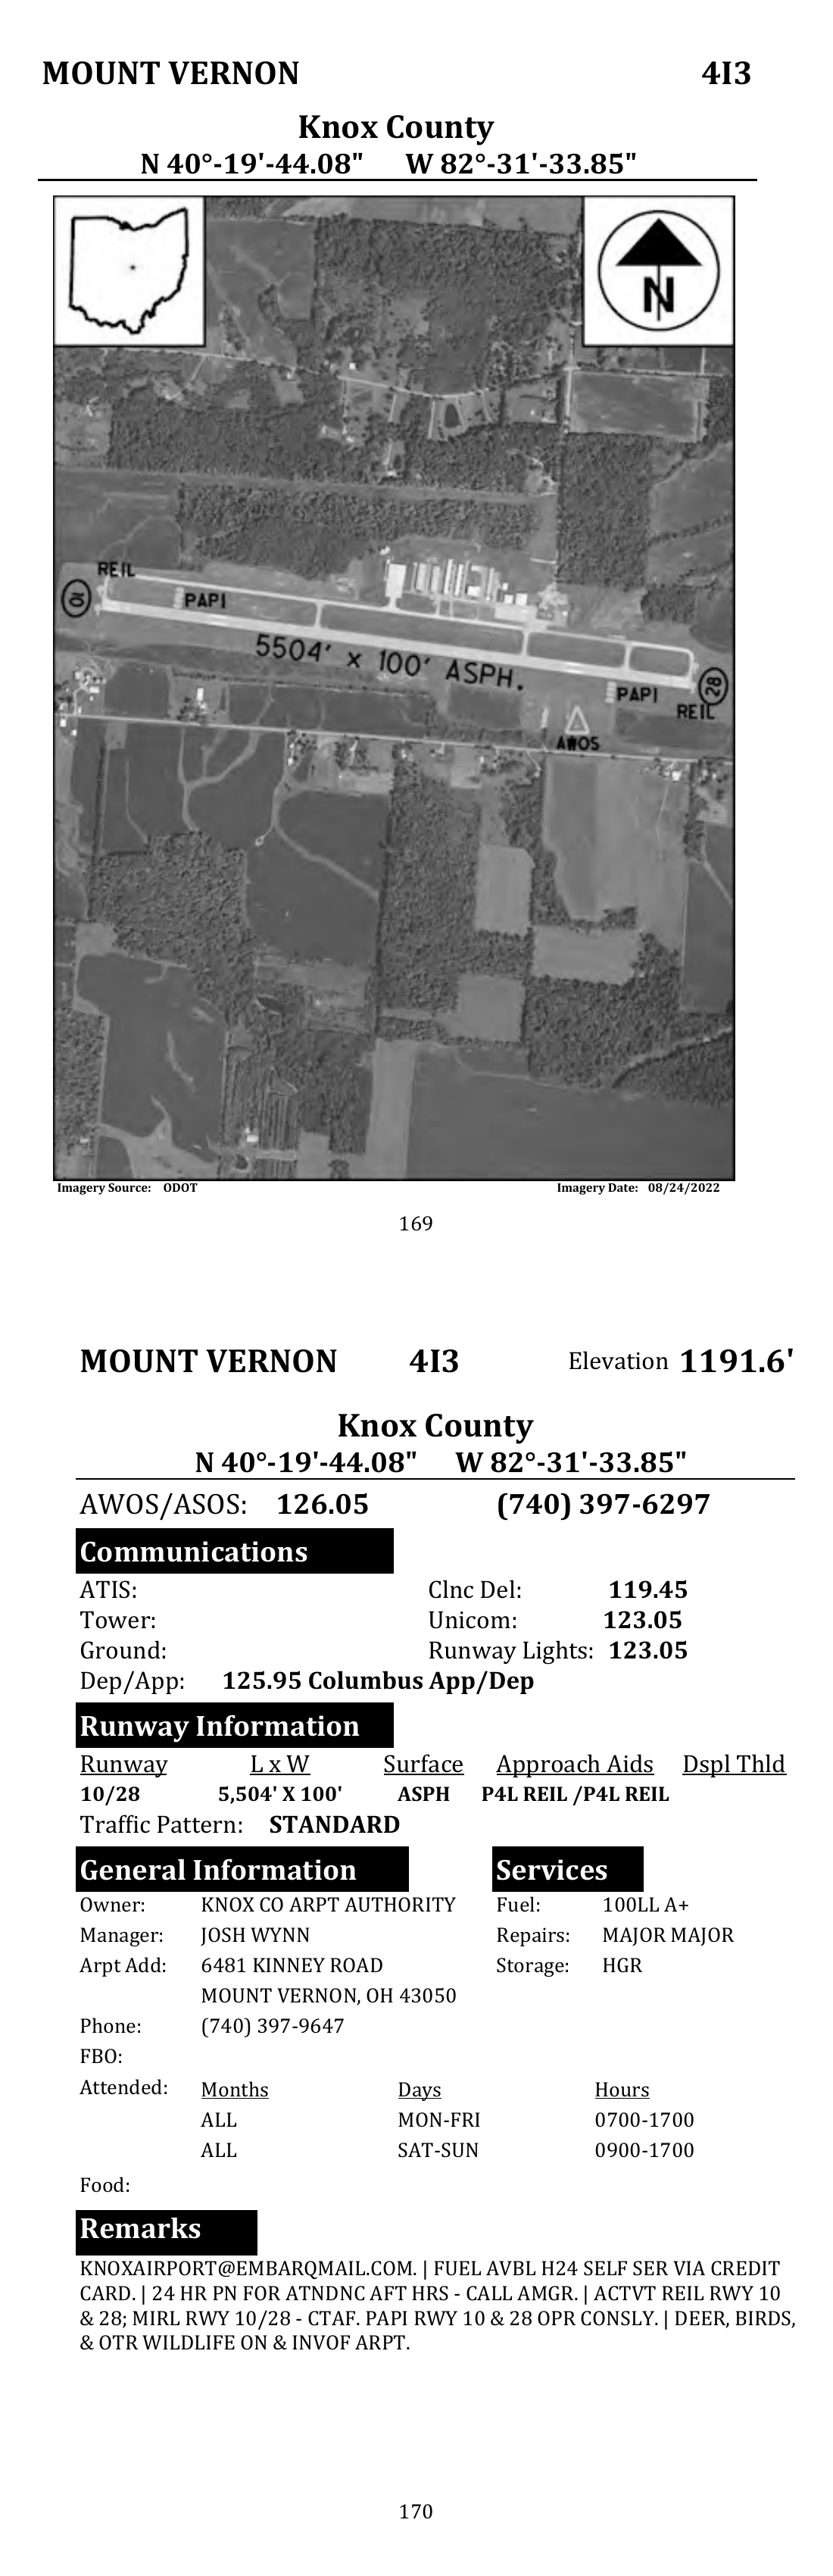 MOUNT VERNON 4I3
Knox County
N 40°-19'-44.08" W 82°-31'-33.85"
N
REIL
10
PAPI
5504' x 100' ASPH.
28
PAPI
REIL
AWOS
Imagery Source: ODOT Imagery Date: 08/24/2022
169
MOUNT VERNON 4I3 Elevation 1191.6'
Knox County
N 40°-19'-44.08" W 82°-31'-33.85"
AWOS/ASOS: 126.05 (740) 397-6297
Communications
ATIS: Clnc Del: 119.45
Tower: Unicom: 123.05
Ground: Runway Lights: 123.05
Dep/App: 125.95 Columbus App/Dep
Runway Information
Runway L x W Surface Approach Aids Dspl Thld
10/28 5,504' X 100' ASPH P4L REIL /P4L REIL
Traffic Pattern: STANDARD
General Information Services
Owner: KNOX CO ARPT AUTHORITY Fuel: 100LL A+
Manager: JOSH WYNN Repairs: MAJOR MAJOR
Arpt Add: 6481 KINNEY ROAD Storage: HGR
MOUNT VERNON, OH 43050
Phone: (740) 397-9647
FBO:
Attended: Months Days Hours
ALL MON-FRI 0700-1700
ALL SAT-SUN 0900-1700
Food:
Remarks
KNOXAIRPORT@EMBARQMAIL.COM. | FUEL AVBL H24 SELF SER VIA CREDIT
CARD. | 24 HR PN FOR ATNDNC AFT HRS - CALL AMGR. | ACTVT REIL RWY 10
& 28; MIRL RWY 10/28 - CTAF. PAPI RWY 10 & 28 OPR CONSLY. | DEER, BIRDS,
& OTR WILDLIFE ON & INVOF ARPT.
170